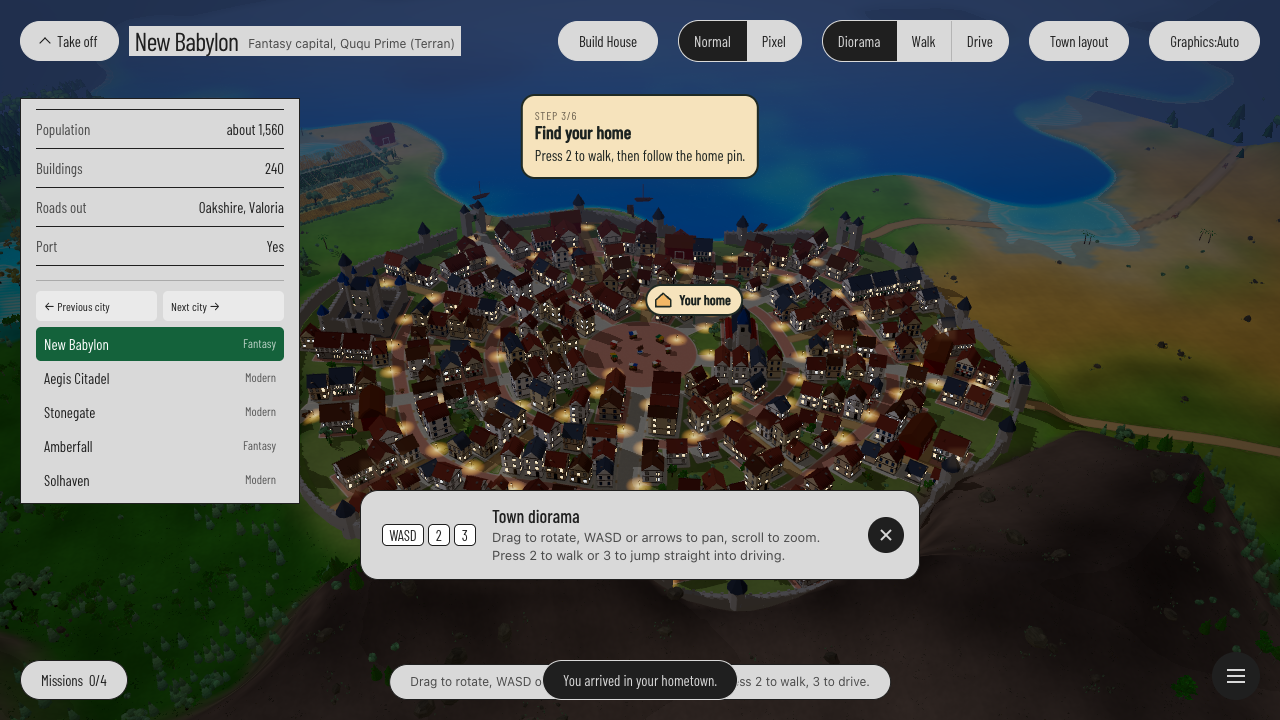 Take off
New Babylon Fantasy capital, Ququ Prime (Terran)
Build House
Normal Pixel
Diorama Walk Drive
Town layout
Graphics:Auto
Population about 1,560
Buildings 240
Roads out Oakshire, Valoria
Port Yes
← Previous city Next city →
New Babylon Fantasy
Aegis Citadel Modern
Stonegate Modern
Amberfall Fantasy
Solhaven Modern
STEP 3/6
Find your home
Press 2 to walk, then follow the home pin.
Your home
WASD 2 3
Town diorama
Drag to rotate, WASD or arrows to pan, scroll to zoom.
Press 2 to walk or 3 to jump straight into driving.
Missions 0/4
Drag to rotate, WASD
You arrived in your hometown.
2 to walk, 3 to drive.